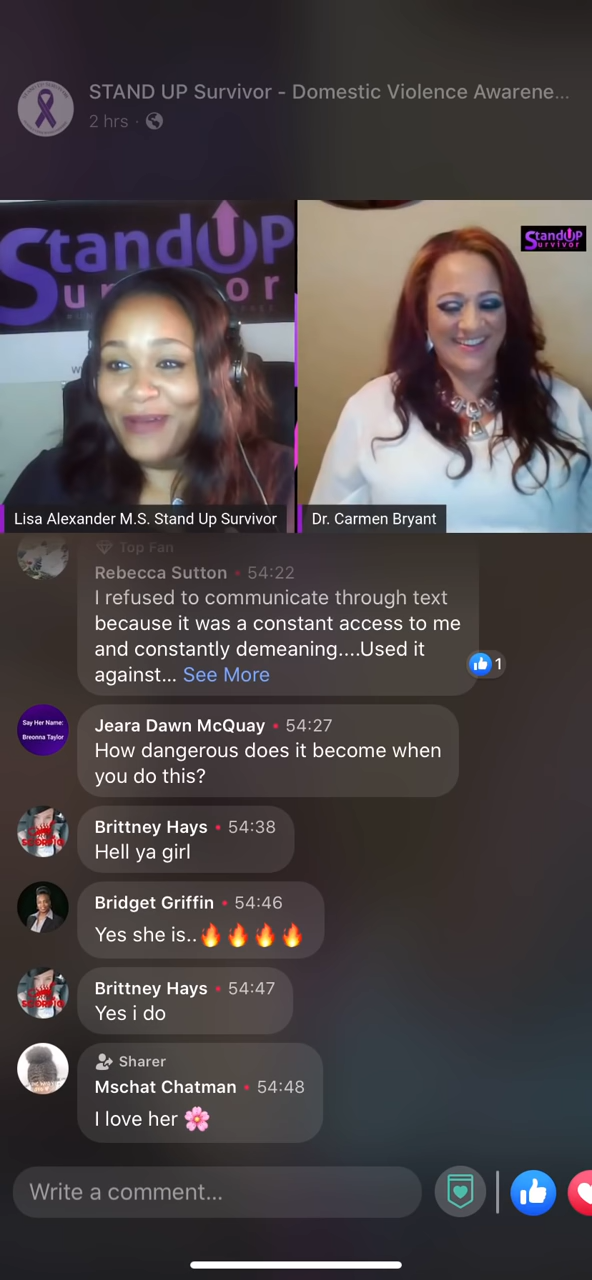 STAND UP Survivor - Domestic Violence Awarene...
2 hrs ·
StandUP
Survivor
StandUP
Survivor
Lisa Alexander M.S. Stand Up Survivor
Dr. Carmen Bryant
Top Fan
Rebecca Sutton • 54:22
I refused to communicate through text
because it was a constant access to me
and constantly demeaning....Used it
against... See More
1
Say Her Name:
Breonna Taylor
Jeara Dawn McQuay • 54:27
How dangerous does it become when
you do this?
Brittney Hays • 54:38
Hell ya girl
Bridget Griffin • 54:46
Yes she is..🔥🔥🔥🔥
Brittney Hays • 54:47
Yes i do
Sharer
Mschat Chatman • 54:48
I love her 🌸
Write a comment...